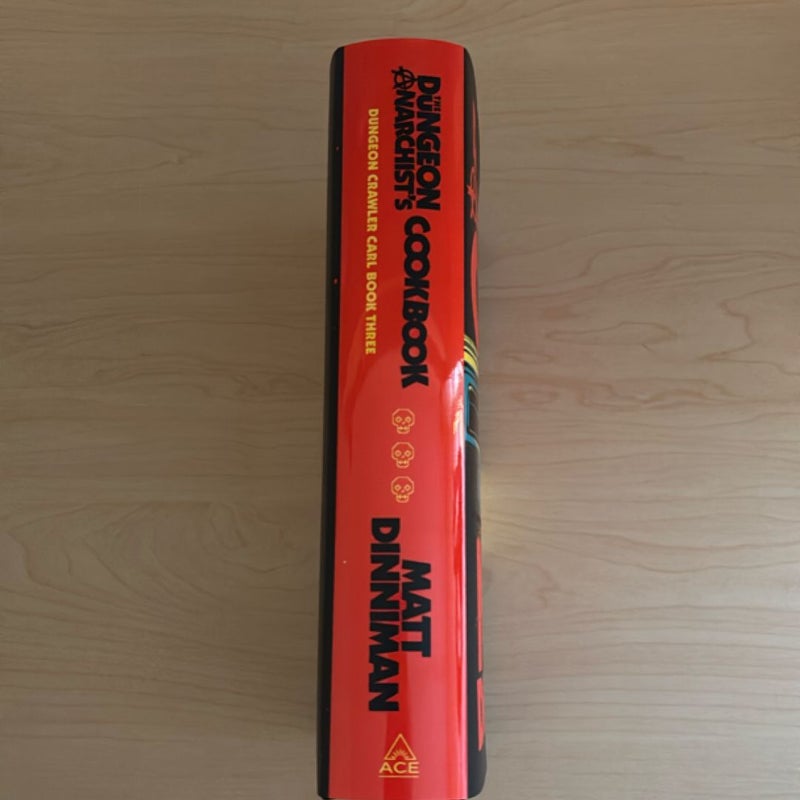 THE DUNGEON
ANARCHIST'S
COOKBOOK
DUNGEON CRAWLER CARL BOOK THREE
MATT
DINNIMAN
ACE